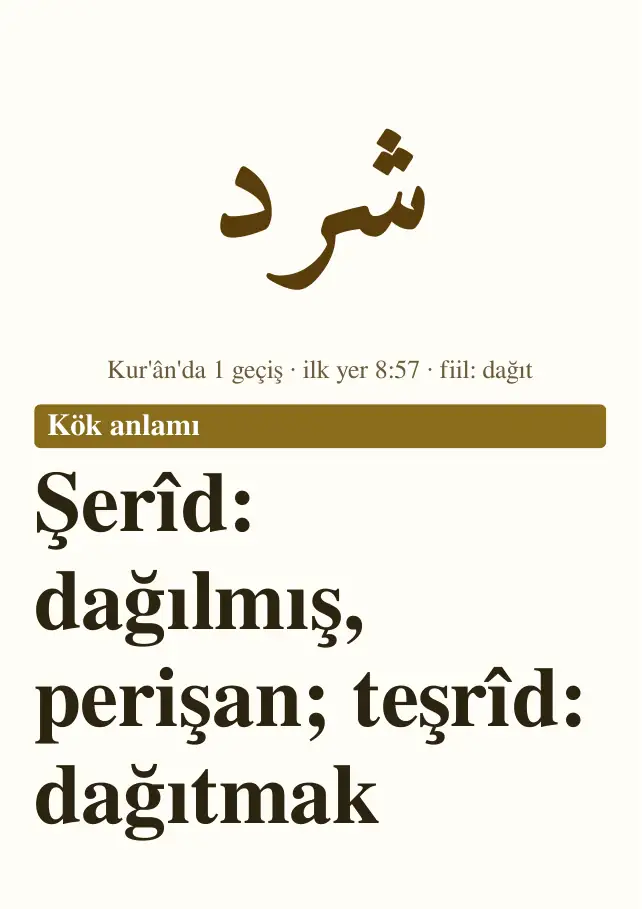 شرد
Kur'ân'da 1 geçiş · ilk yer 8:57 · fiil: dağıt
Kök anlamı
Şerîd:
dağılmış,
perişan; teşrîd:
dağıtmak